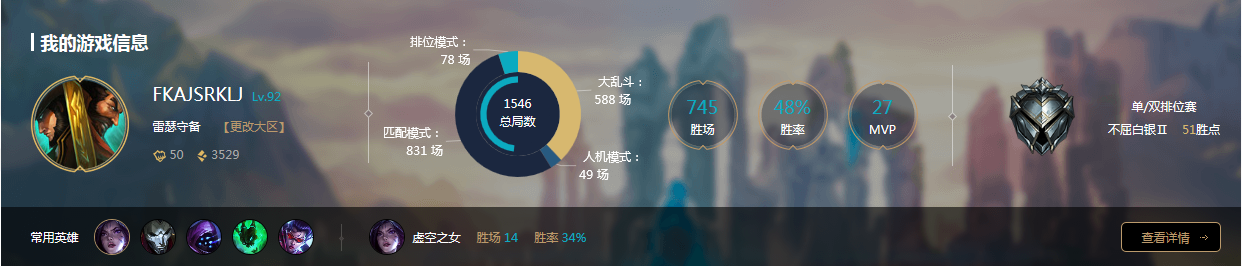 我的游戏信息
FKAJSRKLJ Lv.92
雷瑟守备 【更改大区】
50 3529
排位模式：
78 场
大乱斗：
588 场
匹配模式：
831 场
人机模式：
49 场
1546
总局数
745
胜场
48%
胜率
27
MVP
单/双排位赛
不屈白银Ⅱ 51胜点
常用英雄
虚空之女 胜场 14 胜率 34%
查看详情